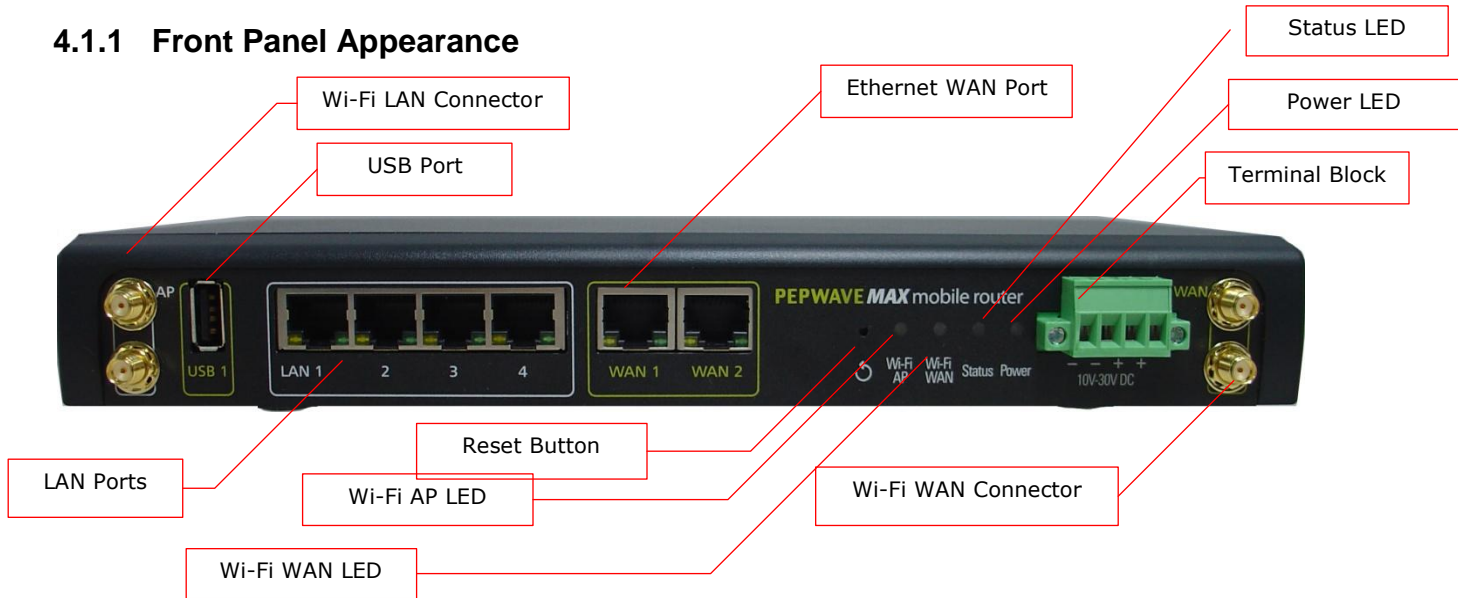 4.1.1 Front Panel Appearance
Status LED
Wi-Fi LAN Connector
Ethernet WAN Port
Power LED
USB Port
Terminal Block
AP
USB 1
LAN 1 2 3 4
WAN 1 WAN 2
PEPWAVE MAX mobile router
Wi-Fi AP
Wi-Fi WAN
Status Power
− − + +
10V-30V DC
WAN
Reset Button
LAN Ports
Wi-Fi AP LED
Wi-Fi WAN Connector
Wi-Fi WAN LED